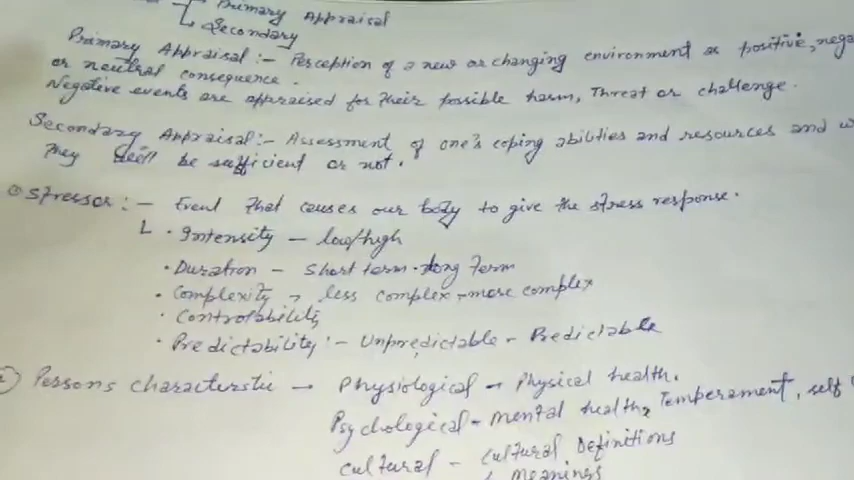 Primary Appraisal
Secondary
Primary Appraisal :- Perception of a new or changing environment as positive, nega
or neutral consequence.
Negative events are appraised for their possible harm, Threat or challenge.
Secondary Appraisal:- Assessment of one's coping abilities and resources and w
They will be sufficient or not.
Stressor :- Event That causes our body to give the stress response.
Intensity - low/high
• Duration - Short term - long Term
• Complexity → less complex - more complex
• Controlability
• Predictability :- Unpredictable - Predictable
Persons characterstic → Physiological → Physical health.
Psychological - mental health, Temperament, self
Cultural - Cultural Definitions
Meanings